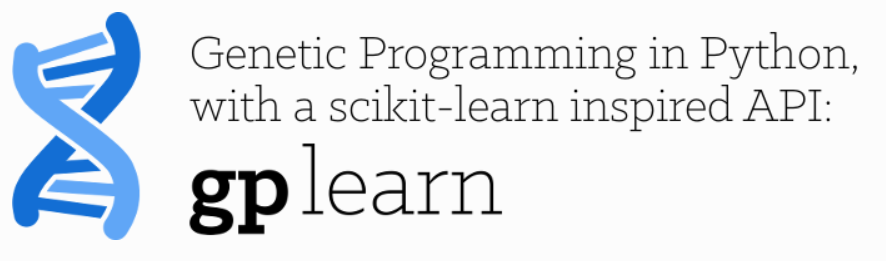 Genetic Programming in Python,
with a scikit-learn inspired API:
gplearn